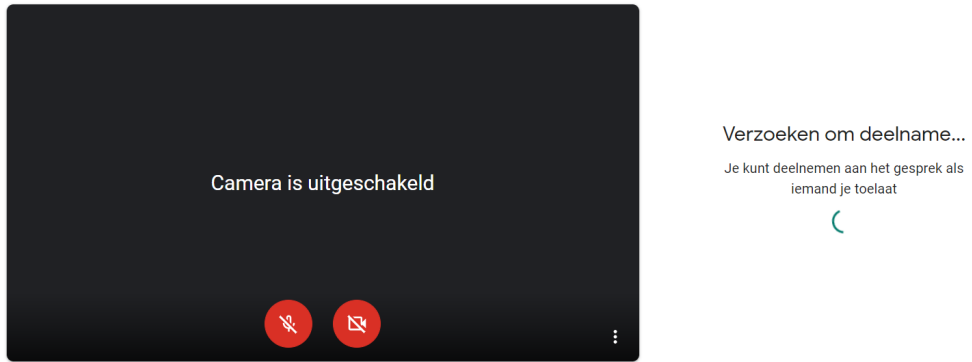 Camera is uitgeschakeld
Verzoeken om deelname...
Je kunt deelnemen aan het gesprek als
iemand je toelaat